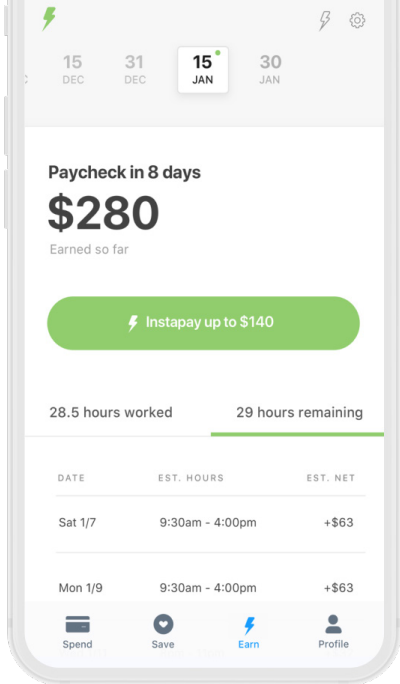 15 31 15 30
DEC DEC JAN JAN
Paycheck in 8 days
$280
Earned so far
Instapay up to $140
28.5 hours worked 29 hours remaining
DATE EST. HOURS EST. NET
Sat 1/7 9:30am - 4:00pm +$63
Mon 1/9 9:30am - 4:00pm +$63
Spend Save Earn Profile